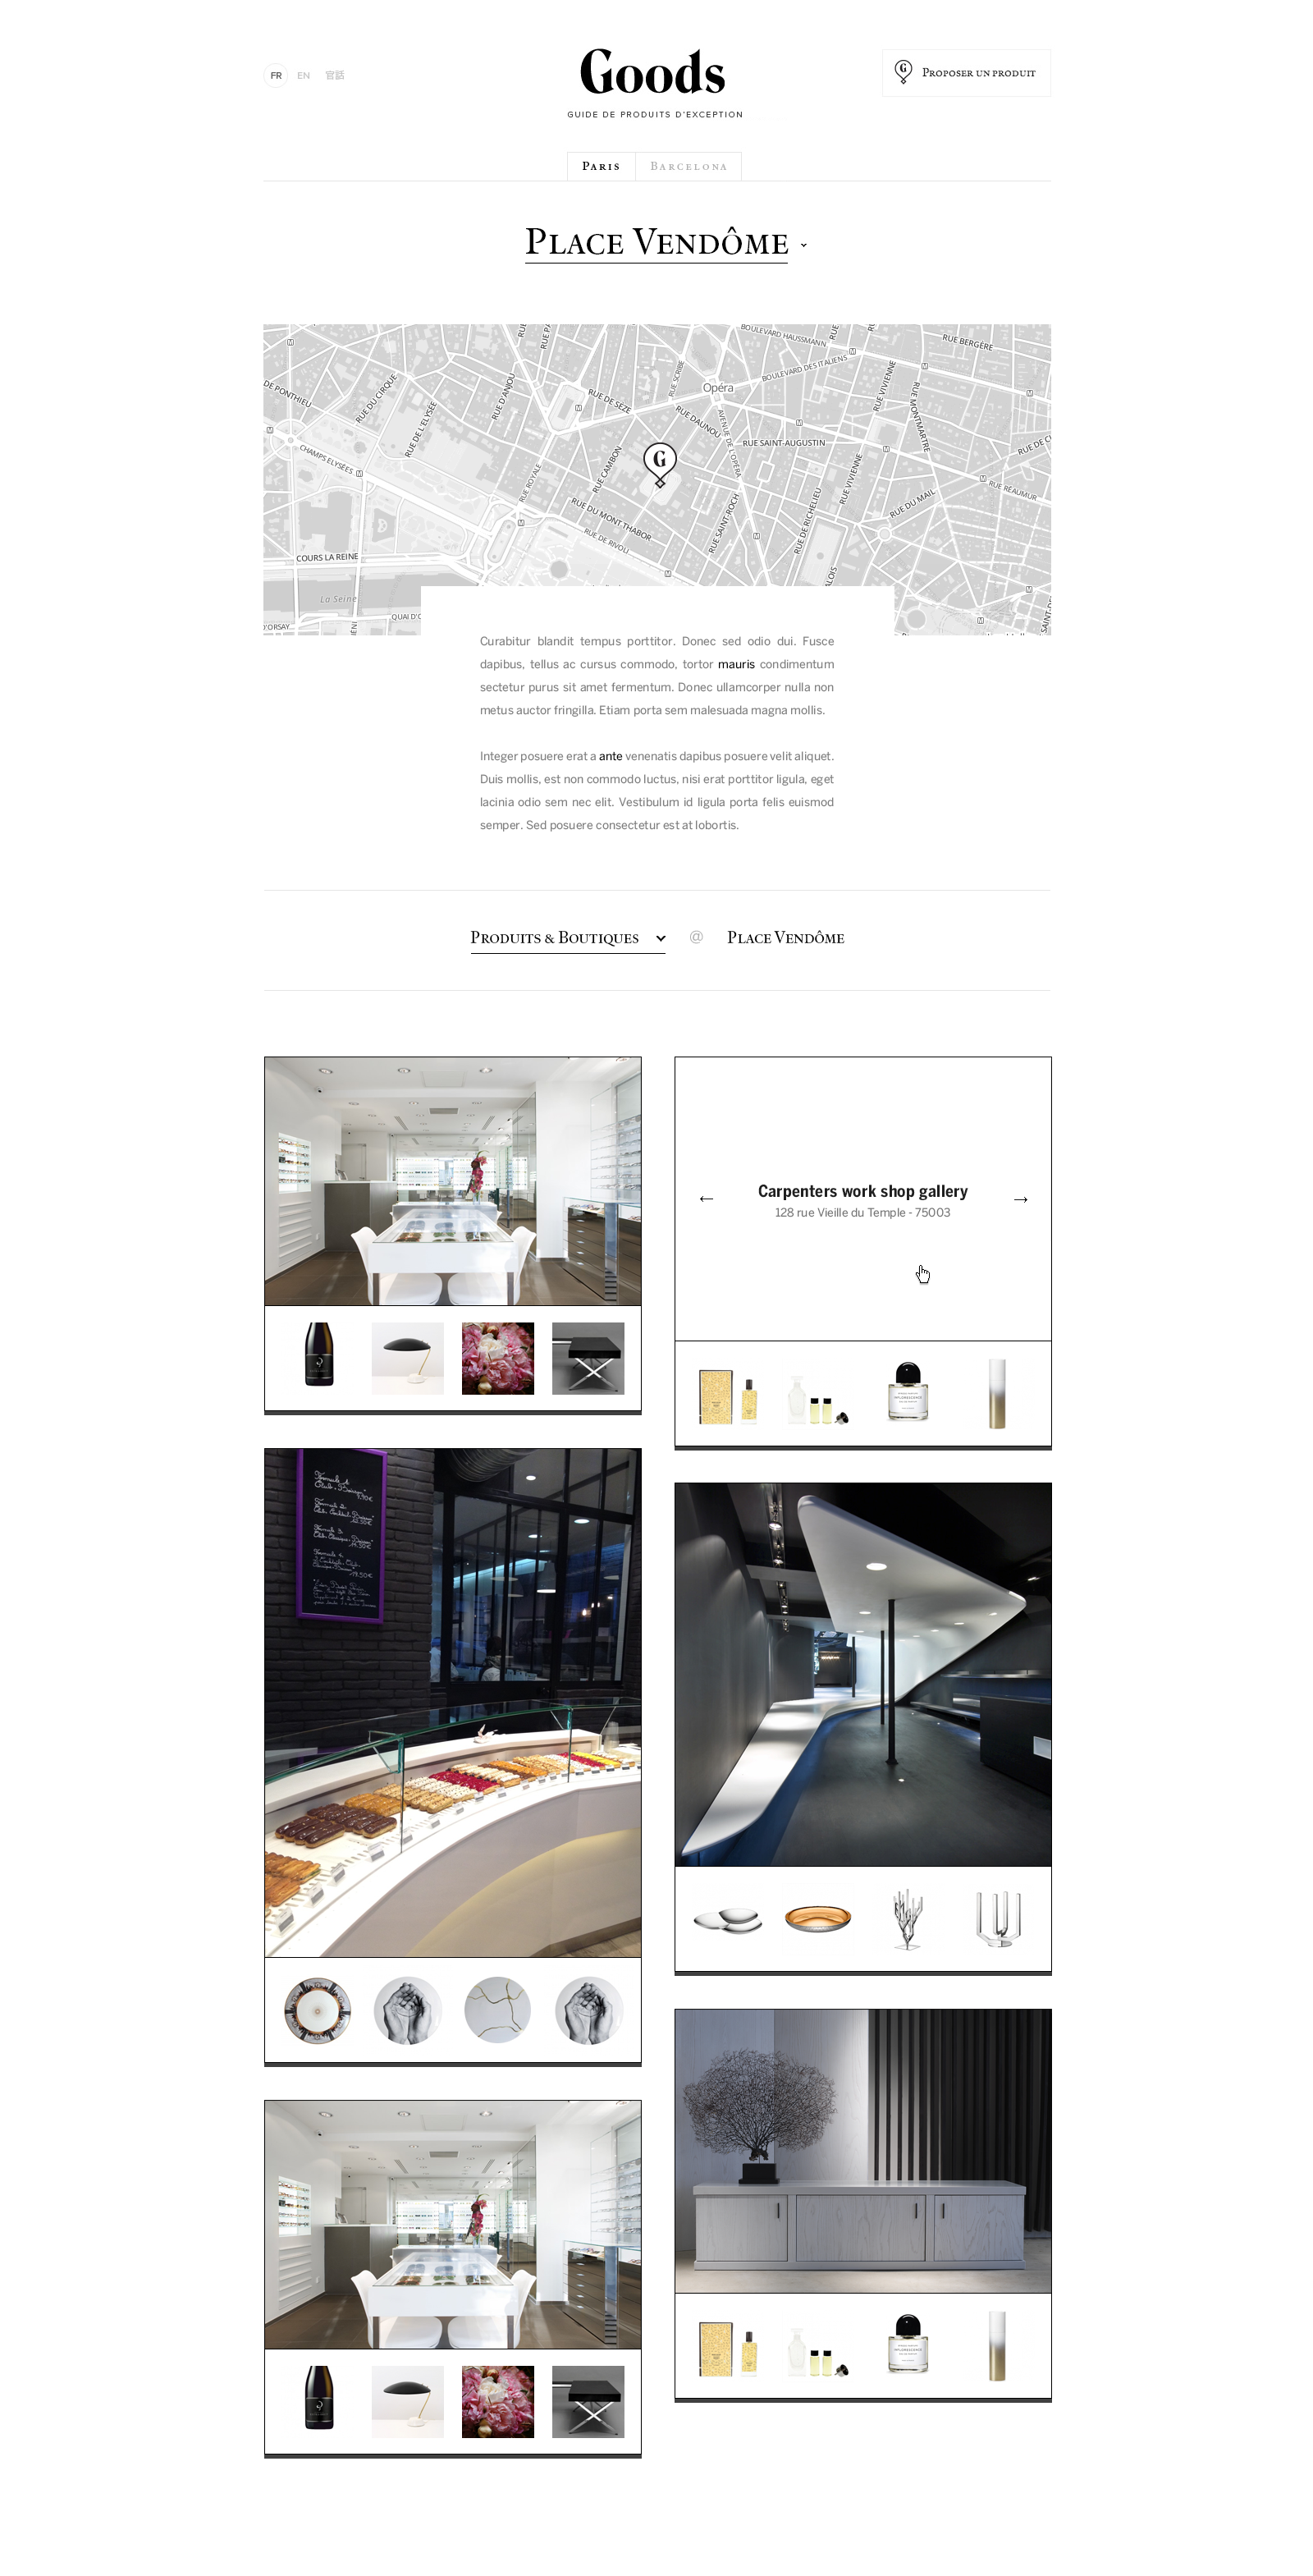 FR EN 官話
Goods
GUIDE DE PRODUITS D'EXCEPTION
G
Proposer un produit
Paris
Barcelona
Place Vendôme
BOULEVARD HAUSSMANN
RUE BERGÈRE
BOULEVARD DES ITALIENS
RUE SCRIBE
Opéra
DE PONTHIEU
RUE DU CIRQUE
RUE D'ANJOU
RUE DE SEZE
RUE VIVIENNE
RUE MONTMARTRE
RUE DE L'ELYSÉE
RUE DAUNOU
AVENUE DE L'OPÉRA
RUE SAINT-AUGUSTIN
CHAMPS ELYSÉES
RUE ROYALE
RUE CAMBON
G
RUE VIVIENNE
RUE REAUMUR
RUE DU MAIL
RUE DU MONT THABOR
RUE SAINT-ROCH
RUE DE RICHELIEU
RUE DE RIVOLI
COURS LA REINE
La Seine
D'ORSAY
Curabitur blandit tempus porttitor. Donec sed odio dui. Fusce
dapibus, tellus ac cursus commodo, tortor mauris condimentum
sectetur purus sit amet fermentum. Donec ullamcorper nulla non
metus auctor fringilla. Etiam porta sem malesuada magna mollis.
Integer posuere erat a ante venenatis dapibus posuere velit aliquet.
Duis mollis, est non commodo luctus, nisi erat porttitor ligula, eget
lacinia odio sem nec elit. Vestibulum id ligula porta felis euismod
semper. Sed posuere consectetur est at lobortis.
Produits & Boutiques @ Place Vendôme
← Carpenters work shop gallery →
128 rue Vieille du Temple - 75003